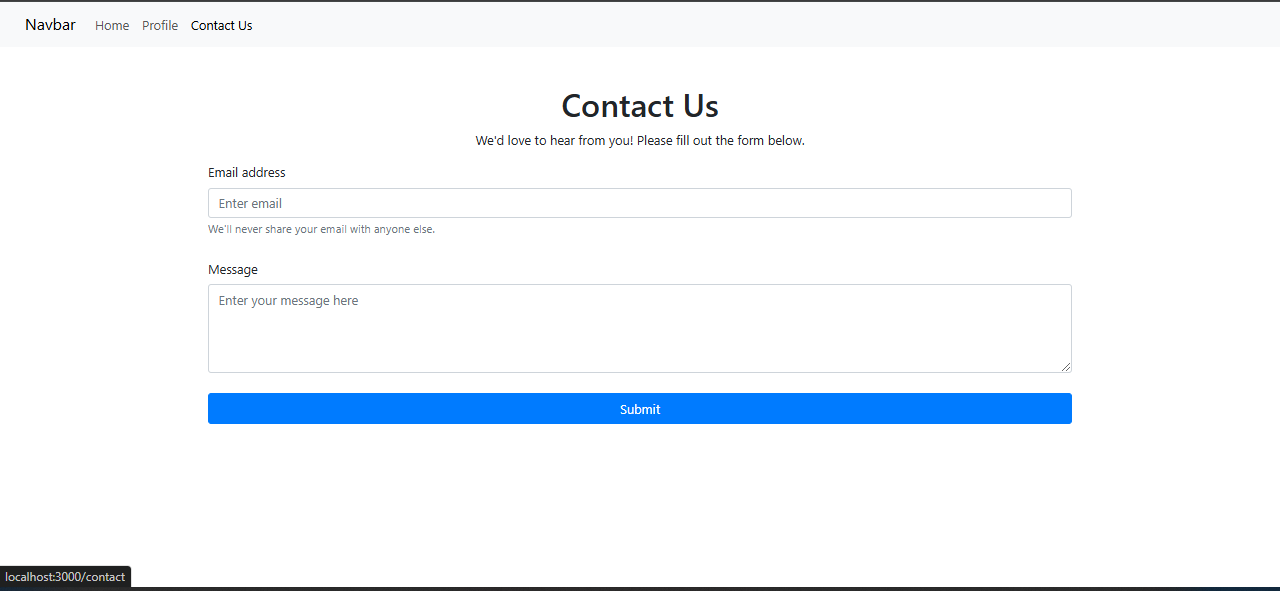 Navbar Home Profile Contact Us
Contact Us
We'd love to hear from you! Please fill out the form below.
Email address
Enter email
We'll never share your email with anyone else.
Message
Enter your message here
Submit
localhost:3000/contact